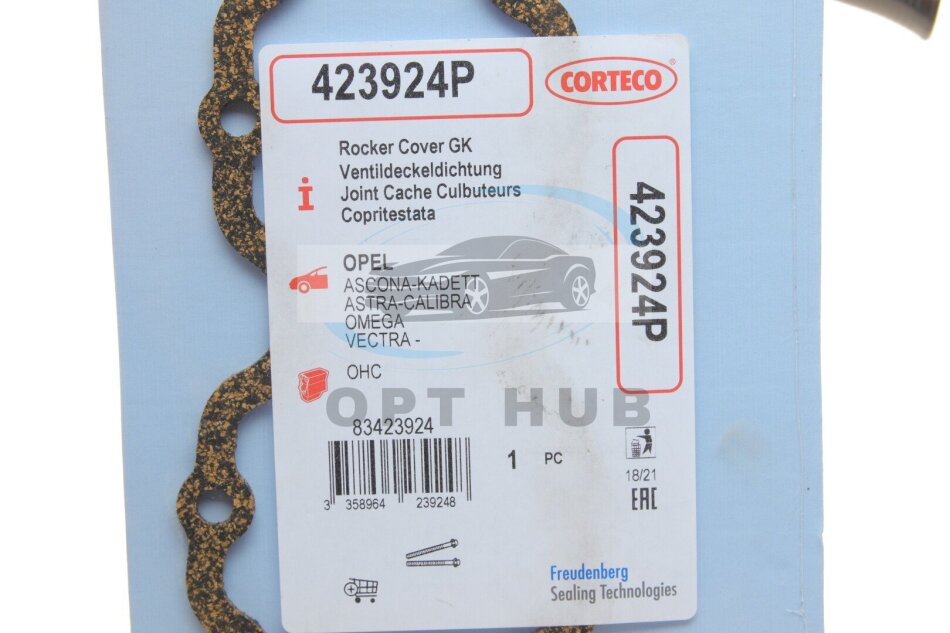 423924P
CORTECO
Rocker Cover GK
Ventildeckeldichtung
Joint Cache Culbuteurs
Copritestata
423924P
OPEL
ASCONA-KADETT
ASTRA-CALIBRA
OMEGA
VECTRA -
OHC
OPT HUB
83423924
1 PC
3 358964 239248
18/21
EAC
Freudenberg
Sealing Technologies